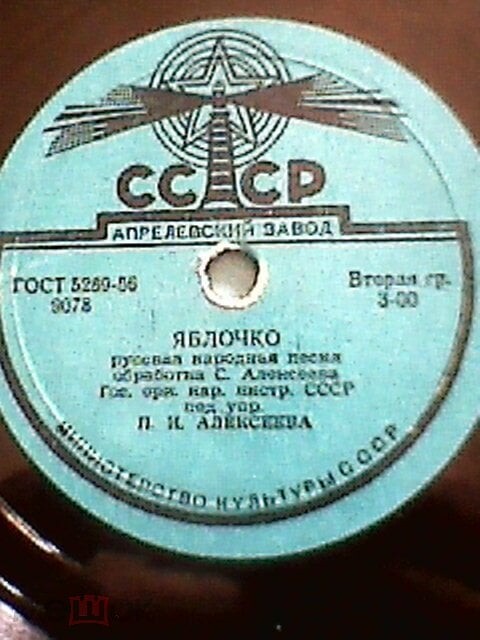 СССР
АПРЕЛЕВСКИЙ ЗАВОД
ГОСТ 5289-56
9078
Вторая гр.
3-00
ЯБЛОЧКО
русская народная песня
обработка С. Алексеева
Гос. орк. нар. инстр. СССР
под упр.
П. И. АЛЕКСЕЕВА
МИНИСТЕРСТВО КУЛЬТУРЫ СССР